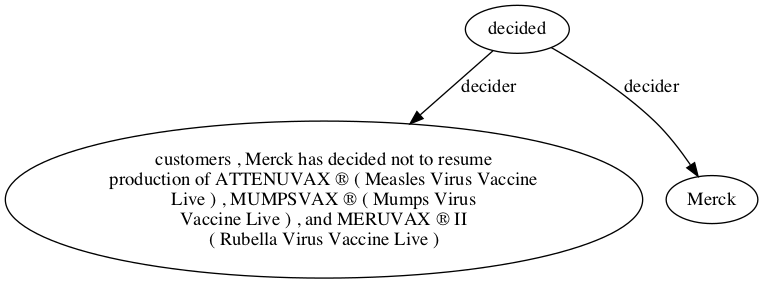 decided
decider
decider
customers , Merck has decided not to resume
production of ATTENUVAX ® ( Measles Virus Vaccine
Live ) , MUMPSVAX ® ( Mumps Virus
Vaccine Live ) , and MERUVAX ® II
( Rubella Virus Vaccine Live )
Merck